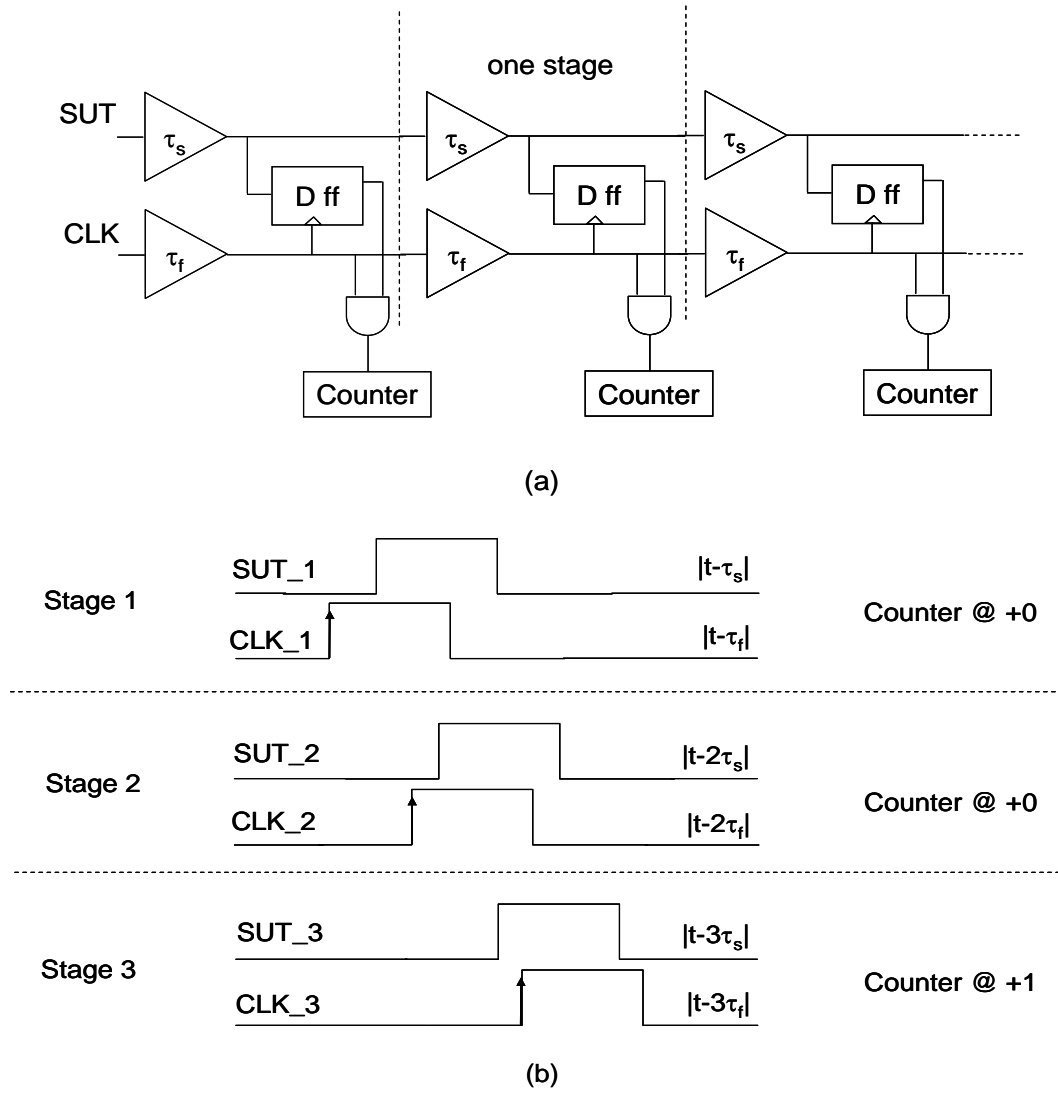 one stage
SUT
τs τs τs
D ff D ff D ff
CLK
τf τf τf
Counter Counter Counter
(a)
SUT_1 |t-τs|
Stage 1 Counter @ +0
CLK_1 |t-τf|
SUT_2 |t-2τs|
Stage 2 Counter @ +0
CLK_2 |t-2τf|
SUT_3 |t-3τs|
Stage 3 Counter @ +1
CLK_3 |t-3τf|
(b)